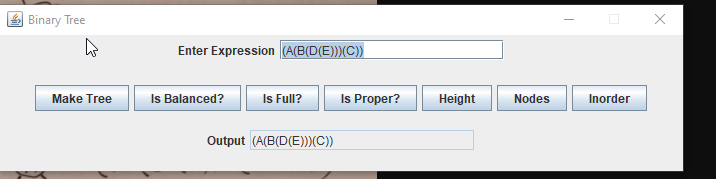 Binary Tree
Enter Expression (A(B(D(E)))(C))
Make Tree Is Balanced? Is Full? Is Proper? Height Nodes Inorder
Output (A(B(D(E)))(C))